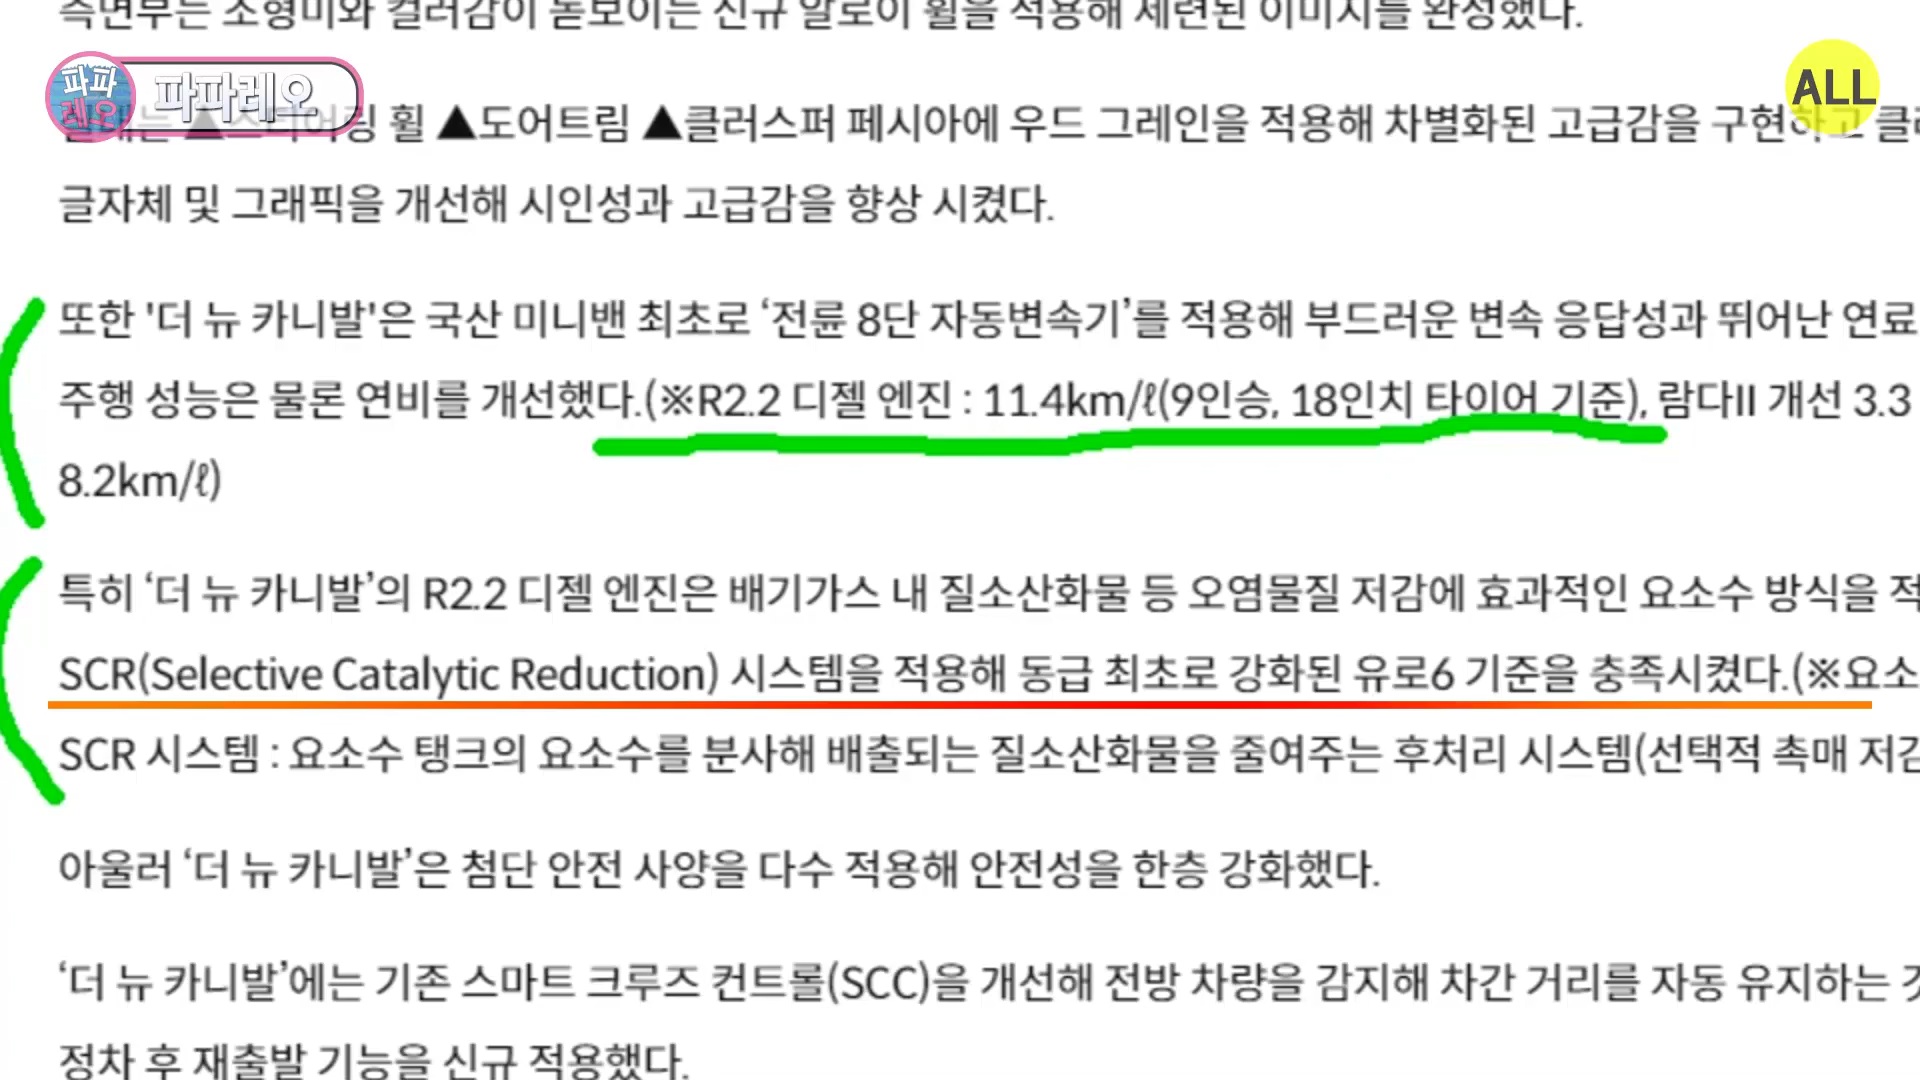 측면부는 조형미와 컬러감이 돋보이는 신규 알로이 휠을 적용해 세련된 이미지를 완성했다.
파파레오 파파레오
ALL
▲스티어링 휠 ▲도어트림 ▲클러스퍼 페시아에 우드 그레인을 적용해 차별화된 고급감을 구현하고
글자체 및 그래픽을 개선해 시인성과 고급감을 향상 시켰다.
또한 '더 뉴 카니발'은 국산 미니밴 최초로 ‘전륜 8단 자동변속기’를 적용해 부드러운 변속 응답성과 뛰어난 연료
주행 성능은 물론 연비를 개선했다.(※R2.2 디젤 엔진 : 11.4km/ℓ(9인승, 18인치 타이어 기준), 람다II 개선 3.3
8.2km/ℓ)
특히 ‘더 뉴 카니발’의 R2.2 디젤 엔진은 배기가스 내 질소산화물 등 오염물질 저감에 효과적인 요소수 방식을
SCR(Selective Catalytic Reduction) 시스템을 적용해 동급 최초로 강화된 유로6 기준을 충족시켰다.(※요소
SCR 시스템 : 요소수 탱크의 요소수를 분사해 배출되는 질소산화물을 줄여주는 후처리 시스템(선택적 촉매
아울러 ‘더 뉴 카니발’은 첨단 안전 사양을 다수 적용해 안전성을 한층 강화했다.
‘더 뉴 카니발’에는 기존 스마트 크루즈 컨트롤(SCC)을 개선해 전방 차량을 감지해 차간 거리를 자동 유지하는
정차 후 재출발 기능을 신규 적용했다.